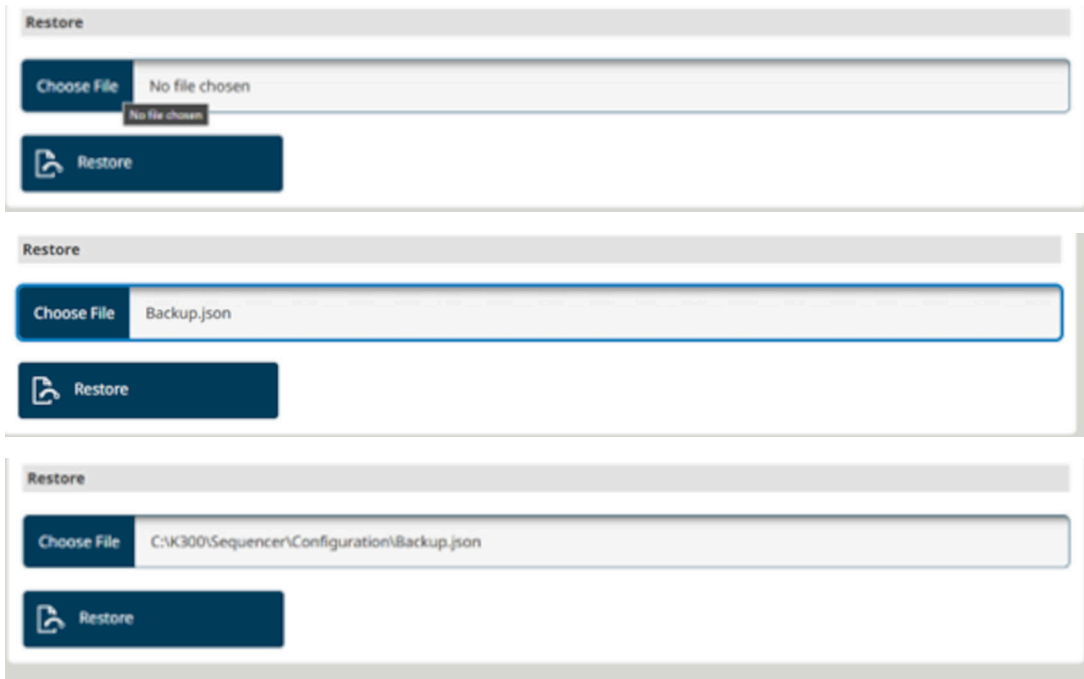 Restore
Choose File No file chosen
No file chosen
Restore
Restore
Choose File Backup.json
Restore
Restore
Choose File C:\K300\Sequencer\Configuration\Backup.json
Restore